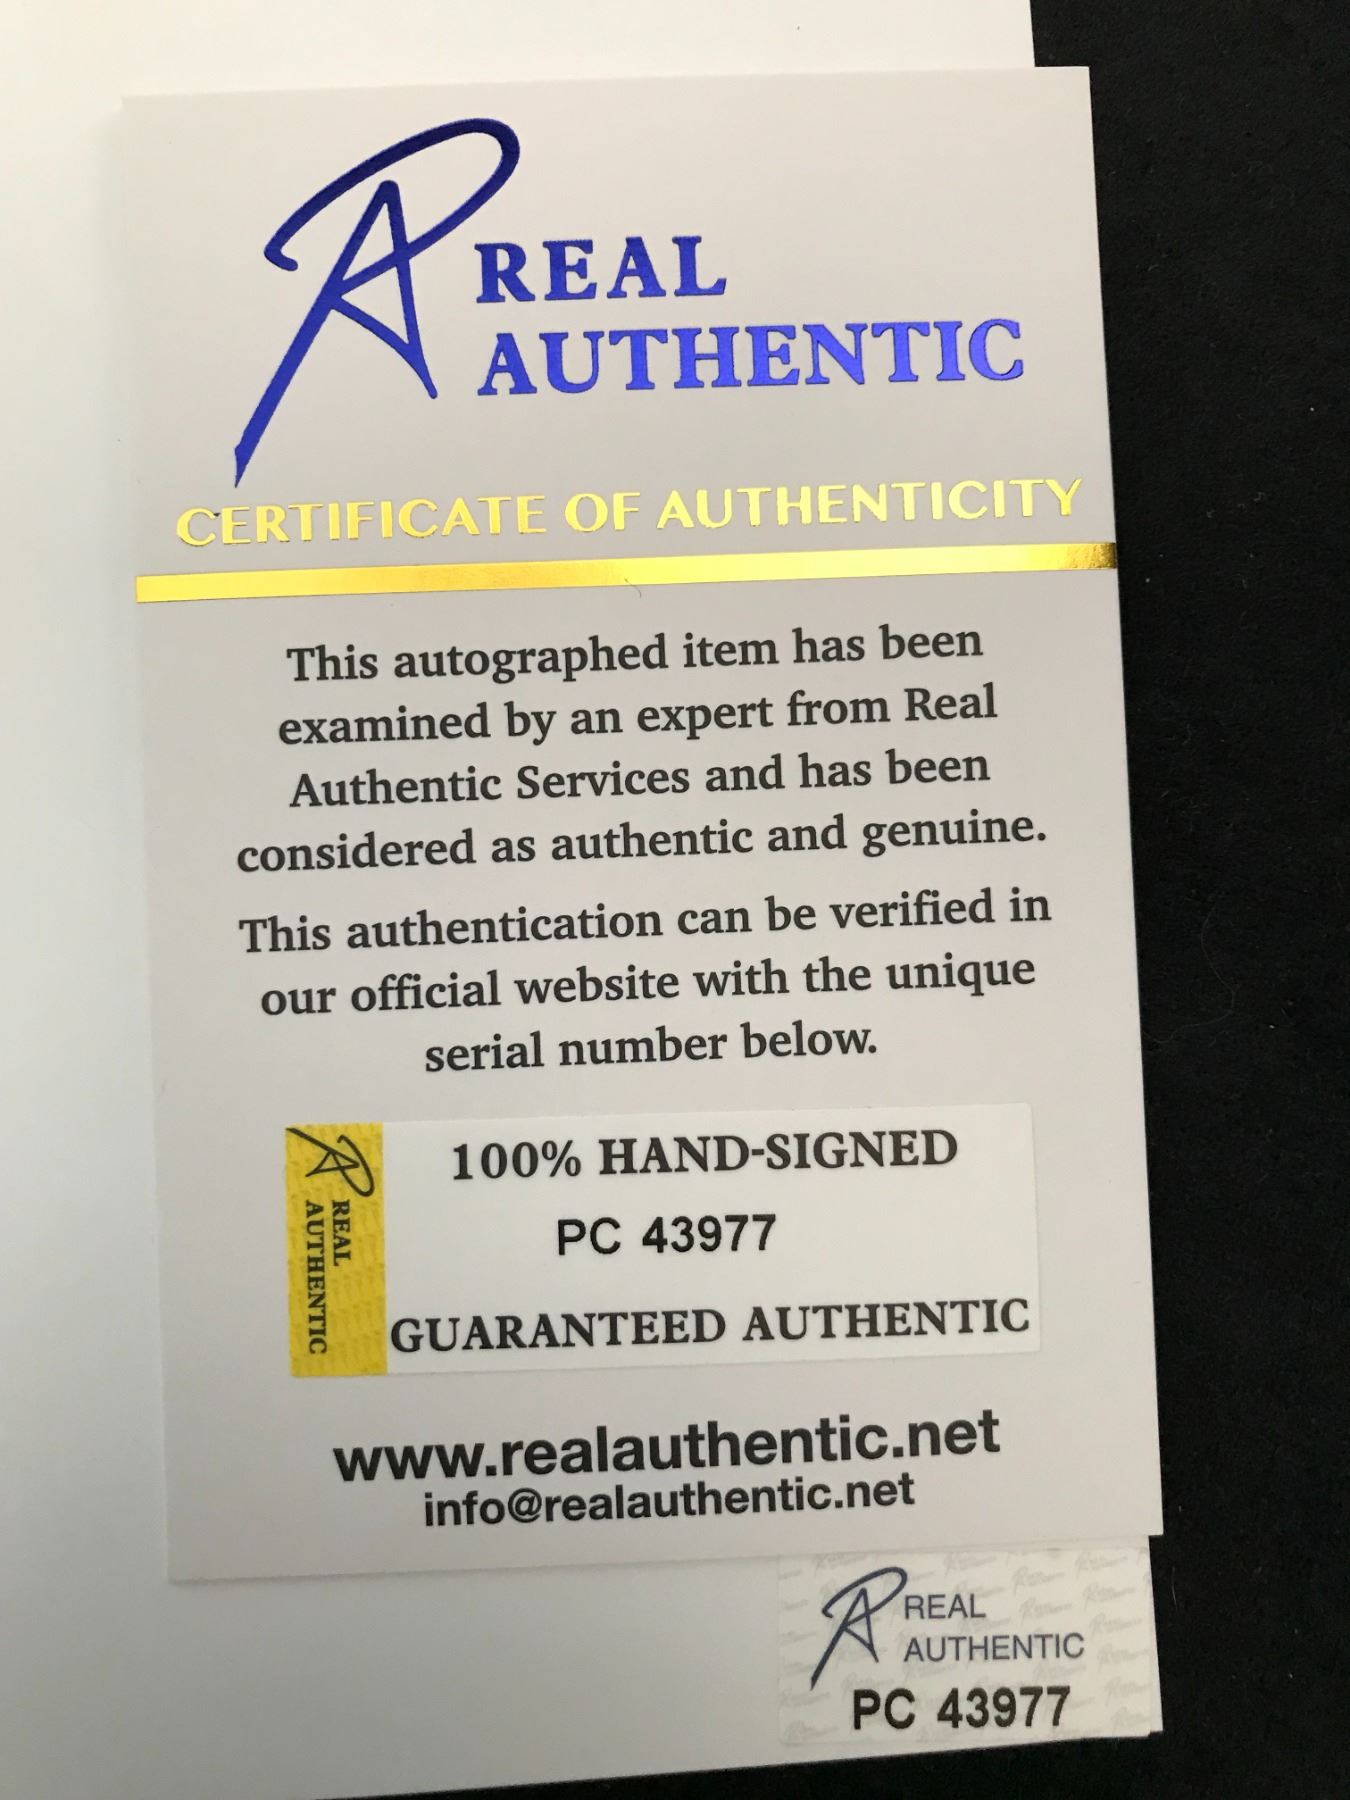 REAL
AUTHENTIC
CERTIFICATE OF AUTHENTICITY
This autographed item has been
examined by an expert from Real
Authentic Services and has been
considered as authentic and genuine.
This authentication can be verified in
our official website with the unique
serial number below.
REAL
AUTHENTIC
100% HAND-SIGNED
PC 43977
GUARANTEED AUTHENTIC
www.realauthentic.net
info@realauthentic.net
REAL
AUTHENTIC
PC 43977